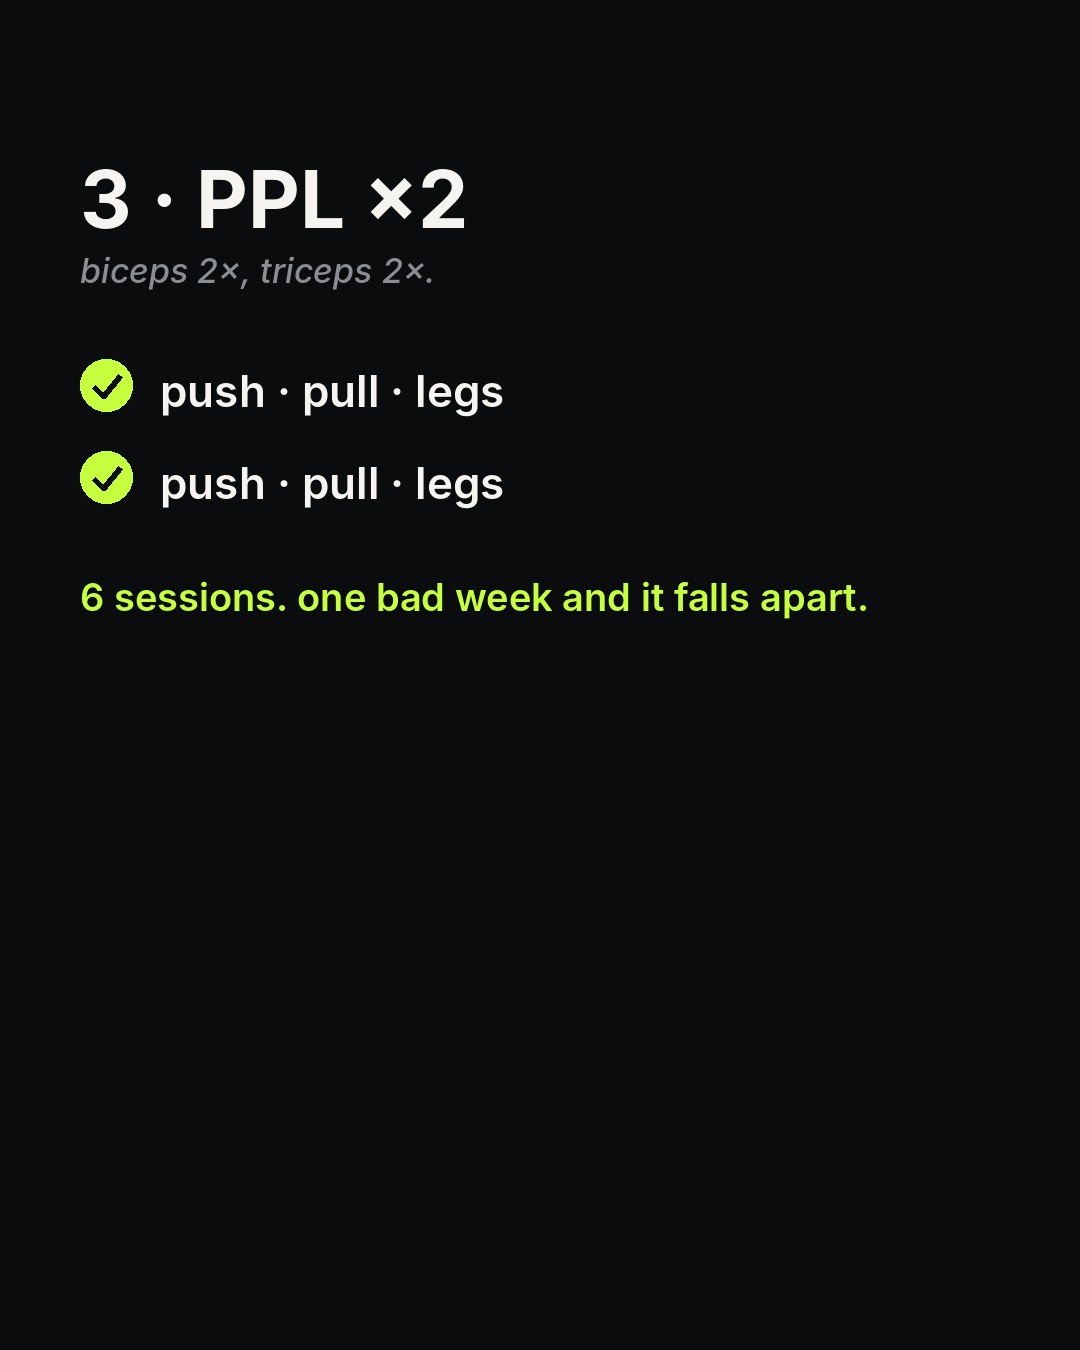 3 · PPL ×2
biceps 2×, triceps 2×.
push · pull · legs
push · pull · legs
6 sessions. one bad week and it falls apart.